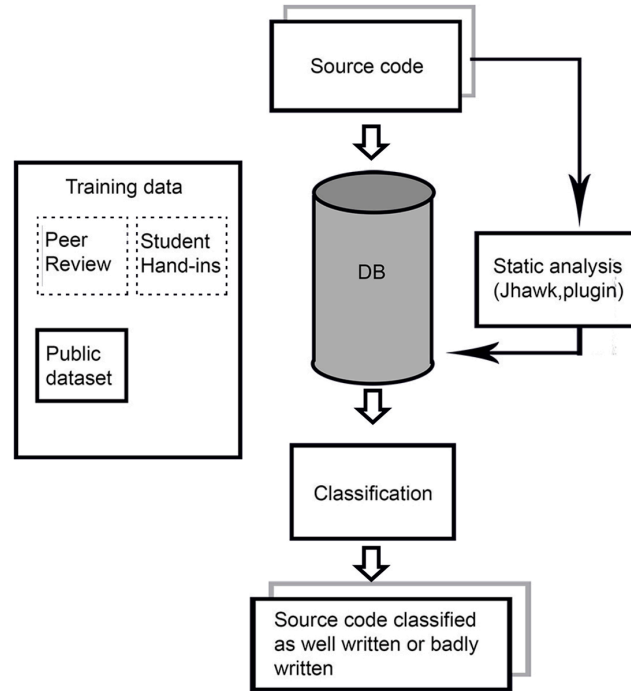 Source code
Training data
Peer
Review
Student
Hand-ins
Public
dataset
DB
Static analysis
(Jhawk,plugin)
Classification
Source code classified
as well written or badly
written